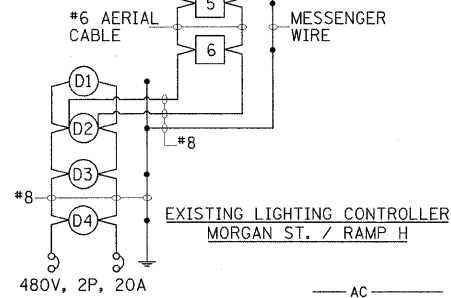 5
#6 AERIAL
CABLE
MESSENGER
WIRE
6
D1
D2
#8
D3
#8
D4
EXISTING LIGHTING CONTROLLER
MORGAN ST. / RAMP H
480V, 2P, 20A
AC